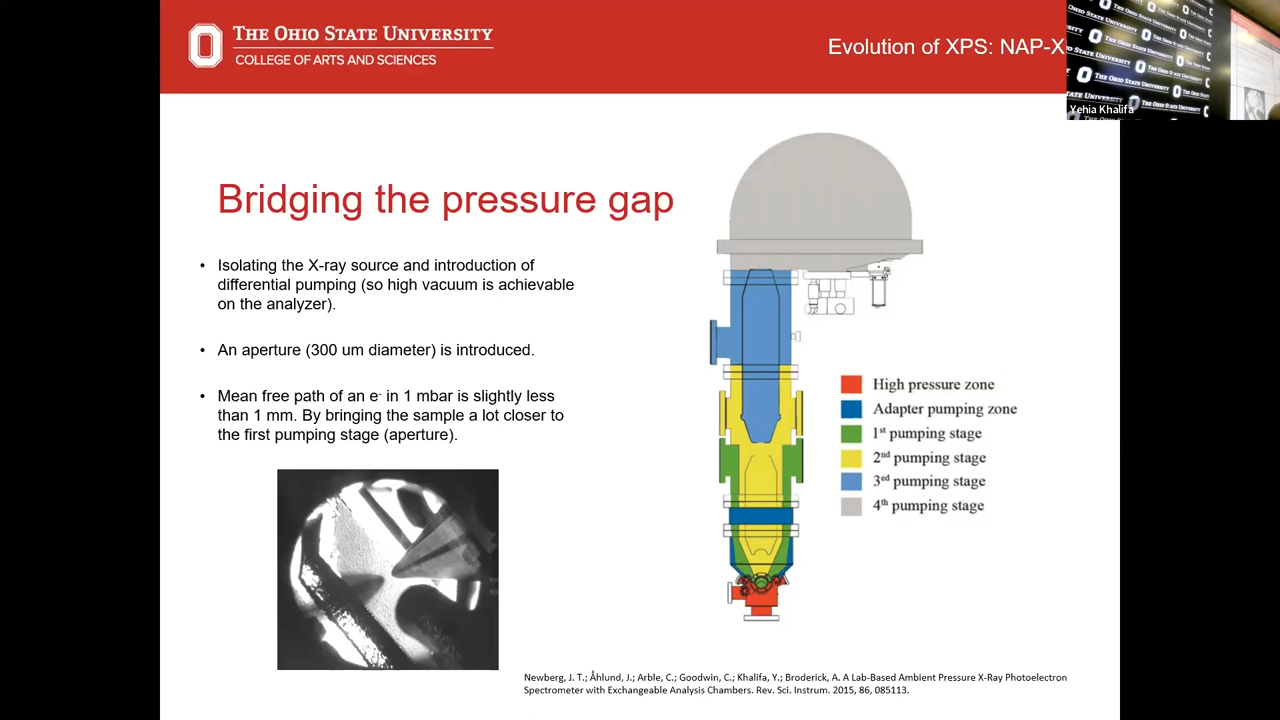 THE OHIO STATE UNIVERSITY
COLLEGE OF ARTS AND SCIENCES
Evolution of XPS: NAP-X
THE OHIO STATE UNIVERSITY
Yehia Khalifa
Bridging the pressure gap
• Isolating the X-ray source and introduction of
differential pumping (so high vacuum is achievable
on the analyzer).
• An aperture (300 um diameter) is introduced.
• Mean free path of an e- in 1 mbar is slightly less
than 1 mm. By bringing the sample a lot closer to
the first pumping stage (aperture).
High pressure zone
Adapter pumping zone
1st pumping stage
2nd pumping stage
3ed pumping stage
4th pumping stage
Newberg, J. T.; Åhlund, J.; Arble, C.; Goodwin, C.; Khalifa, Y.; Broderick, A. A Lab-Based Ambient Pressure X-Ray Photoelectron
Spectrometer with Exchangeable Analysis Chambers. Rev. Sci. Instrum. 2015, 86, 085113.